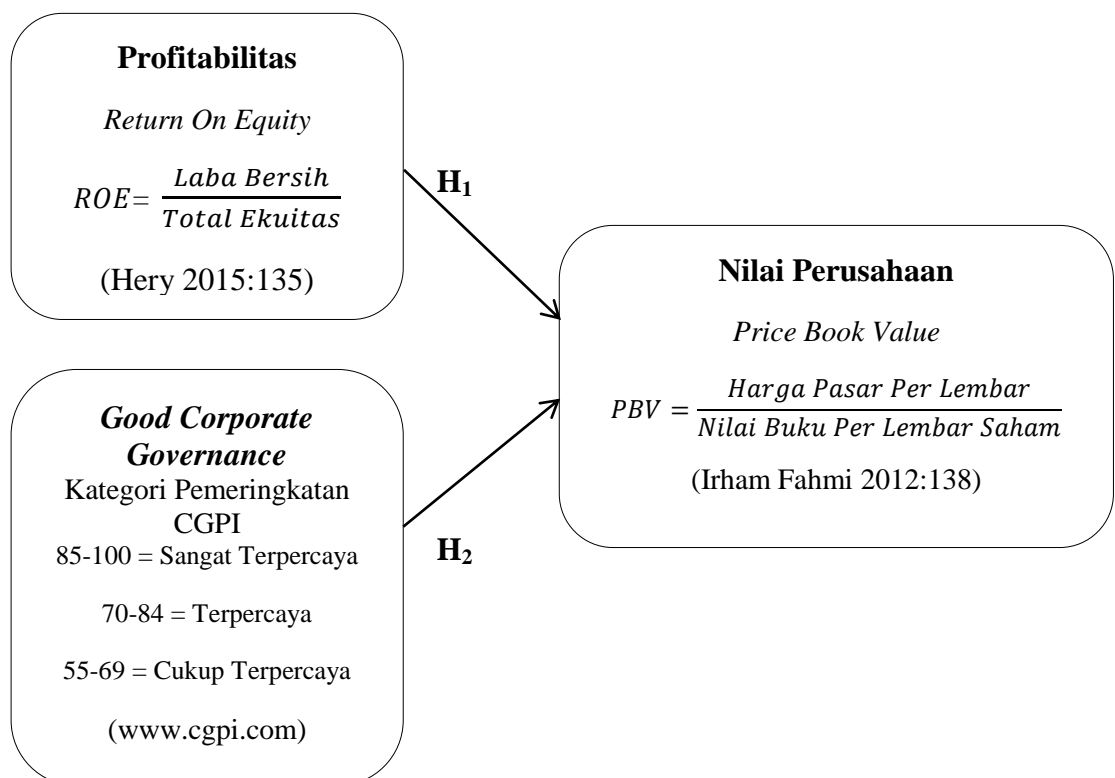 Profitabilitas
Return On Equity
ROE= Laba Bersih
Total Ekuitas
(Hery 2015:135)
H₁
Nilai Perusahaan
Price Book Value
PBV = Harga Pasar Per Lembar
Nilai Buku Per Lembar Saham
(Irham Fahmi 2012:138)
Good Corporate
Governance
Kategori Pemeringkatan
CGPI
85-100 = Sangat Terpercaya
70-84 = Terpercaya
55-69 = Cukup Terpercaya
(www.cgpi.com)
H₂